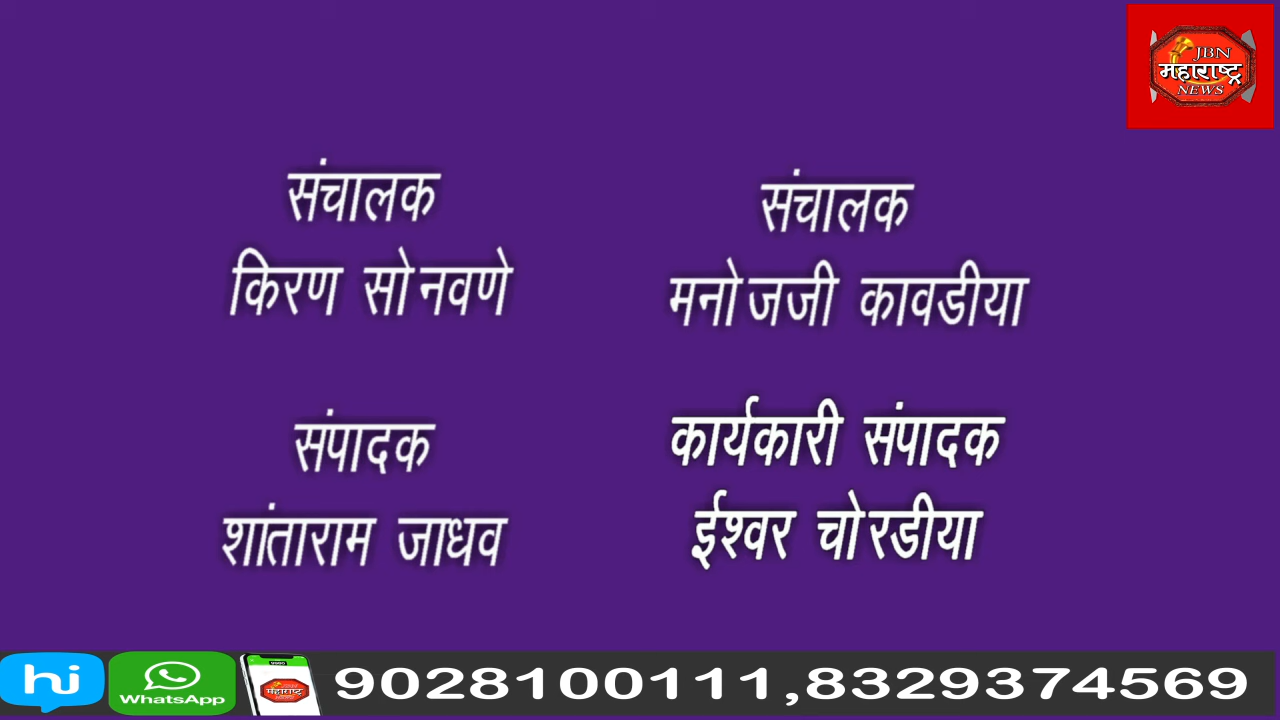 JBN
महाराष्ट्र
NEWS
संचालक
किरण सोनवणे
संचालक
मनोजजी कावडीया
संपादक
शांताराम जाधव
कार्यकारी संपादक
ईश्वर चोरडीया
hi
WhatsApp
महाराष्ट्र
9028100111,8329374569